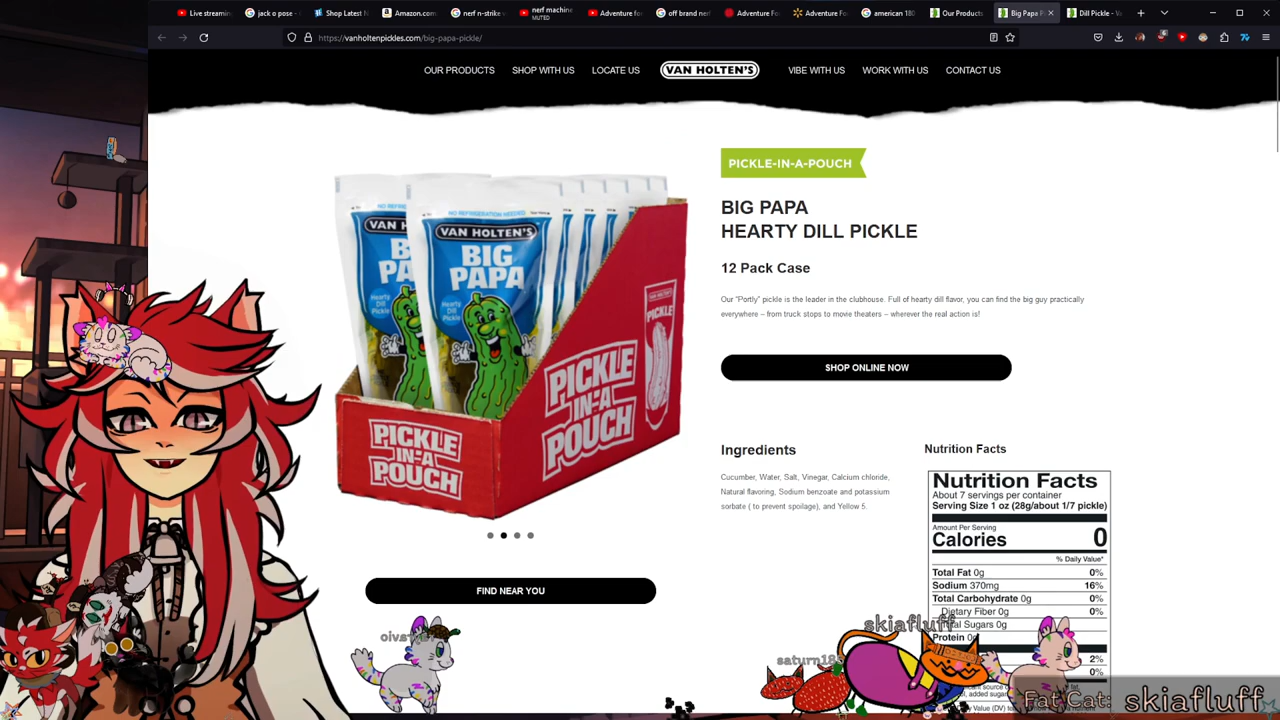 Live streamin
jack o pose - G
Shop Latest N
Amazon.com
nerf n-strike v
nerf machine
MUTED
Adventure fo
off brand nerf
Adventure Fo
Adventure Fo
american 180
Our Products
Big Papa P
Dill Pickle - V
https://vanholtenpickles.com/big-papa-pickle/
OUR PRODUCTS
SHOP WITH US
LOCATE US
VAN HOLTEN'S
VIBE WITH US
WORK WITH US
CONTACT US
PICKLE-IN-A-POUCH
BIG PAPA
HEARTY DILL PICKLE
12 Pack Case
Our "Portly" pickle is the leader in the clubhouse. Full of hearty dill flavor, you can find the big guy practically
everywhere – from truck stops to movie theaters – wherever the real action is!
SHOP ONLINE NOW
NO REFRIGERATION NEEDED
VAN HOLTEN'S
BIG
PAPA
Hearty
Dill
Pickle
PICKLE
IN-A
POUCH
PICKLE
IN-A
POUCH
FIND NEAR YOU
Ingredients
Cucumber, Water, Salt, Vinegar, Calcium chloride,
Natural flavoring, Sodium benzoate and potassium
sorbate ( to prevent spoilage), and Yellow 5.
Nutrition Facts
Nutrition Facts
About 7 servings per container
Serving Size 1 oz (28g/about 1/7 pickle)
Amount Per Serving
Calories 0
% Daily Value*
Total Fat 0g 0%
Sodium 370mg 16%
Total Carbohydrate 0g 0%
Dietary Fiber 0g 0%
Total Sugars 0g
Protein 0g
2%
0%
skiafluff
saturn18
Fat Cat: skiafluff